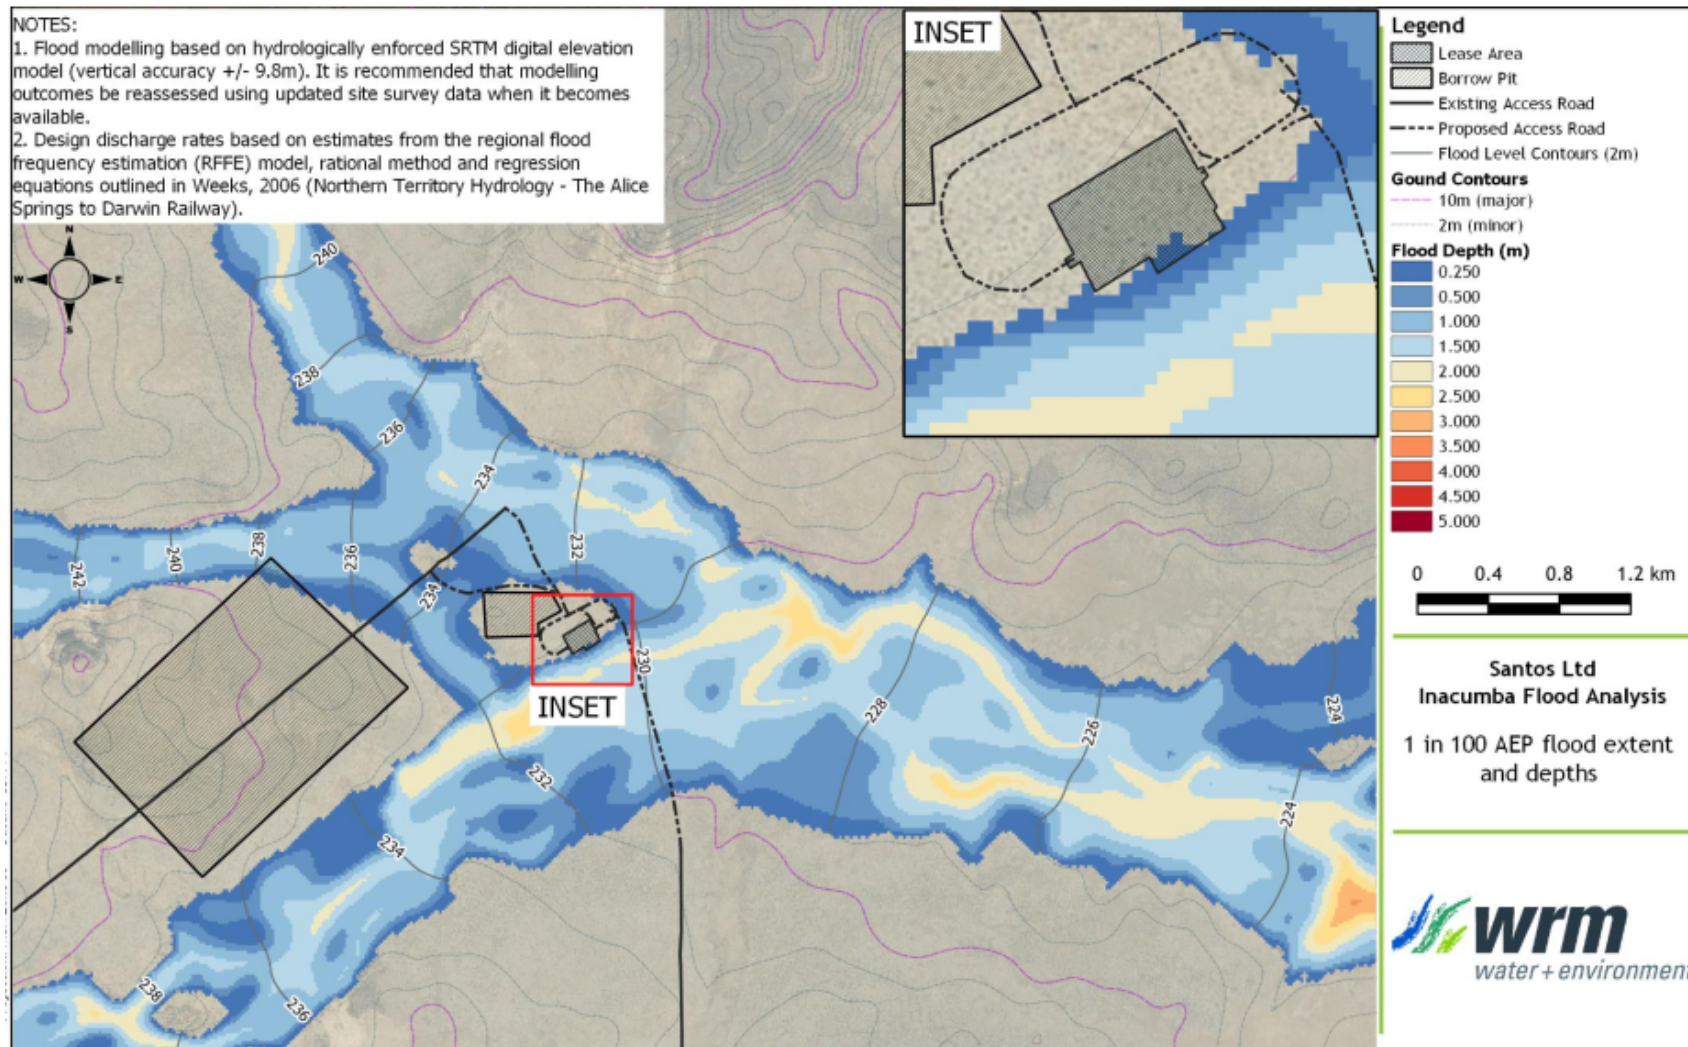 NOTES:
1. Flood modelling based on hydrologically enforced SRTM digital elevation
model (vertical accuracy +/- 9.8m). It is recommended that modelling
outcomes be reassessed using updated site survey data when it becomes
available.
2. Design discharge rates based on estimates from the regional flood
frequency estimation (RFFE) model, rational method and regression
equations outlined in Weeks, 2006 (Northern Territory Hydrology - The Alice
Springs to Darwin Railway).
N
W E
S
INSET
240
238
236
234
232
242
240
238
236
234
230
INSET
228
226
224
232
234
224
238
236
Legend
Lease Area
Borrow Pit
Existing Access Road
Proposed Access Road
Flood Level Contours (2m)
Gound Contours
10m (major)
2m (minor)
Flood Depth (m)
0.250
0.500
1.000
1.500
2.000
2.500
3.000
3.500
4.000
4.500
5.000
0 0.4 0.8 1.2 km
Santos Ltd
Inacumba Flood Analysis
1 in 100 AEP flood extent
and depths
wrm
water + environment